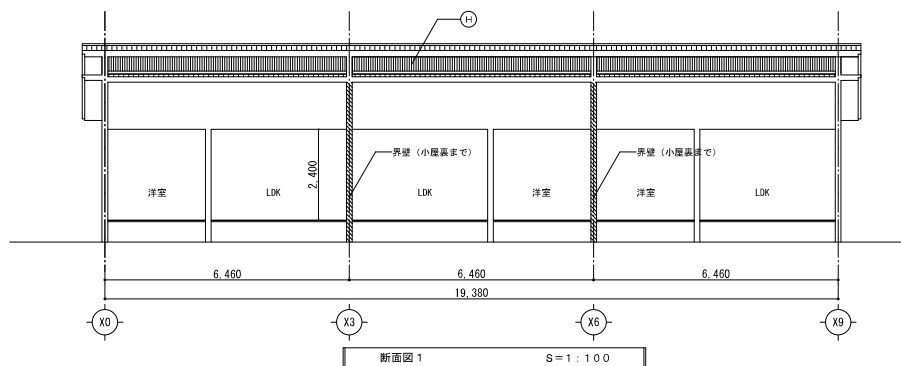 H
界壁（小屋裏まで）
界壁（小屋裏まで）
2,400
洋室
LDK
LDK
洋室
洋室
LDK
6,460
6,460
6,460
19,380
X0
X3
X6
X9
断面図１
S＝１：１００